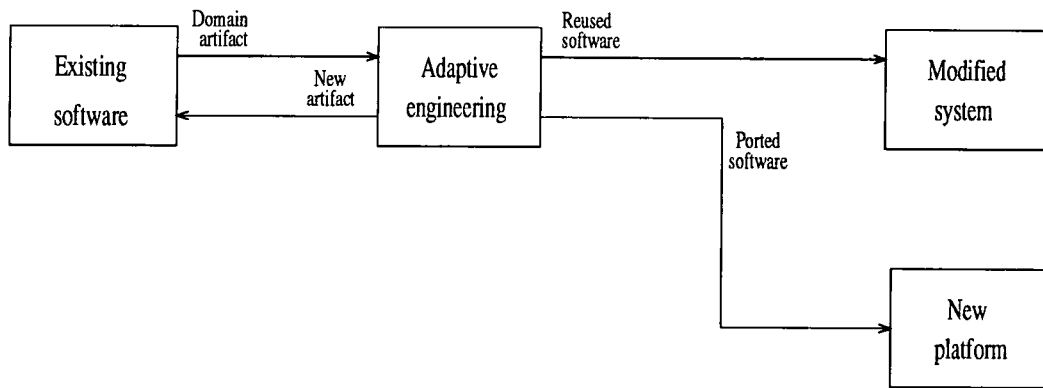 Domain
artifact
Existing
software
New
artifact
Adaptive
engineering
Reused
software
Ported
software
Modified
system
New
platform